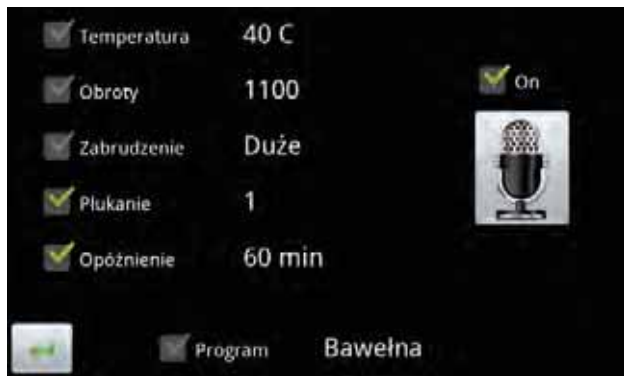 Temperatura 40 C
Obroty 1100
On
Zabrudzenie Duże
Płukanie 1
Opóźnienie 60 min
Program Bawełna